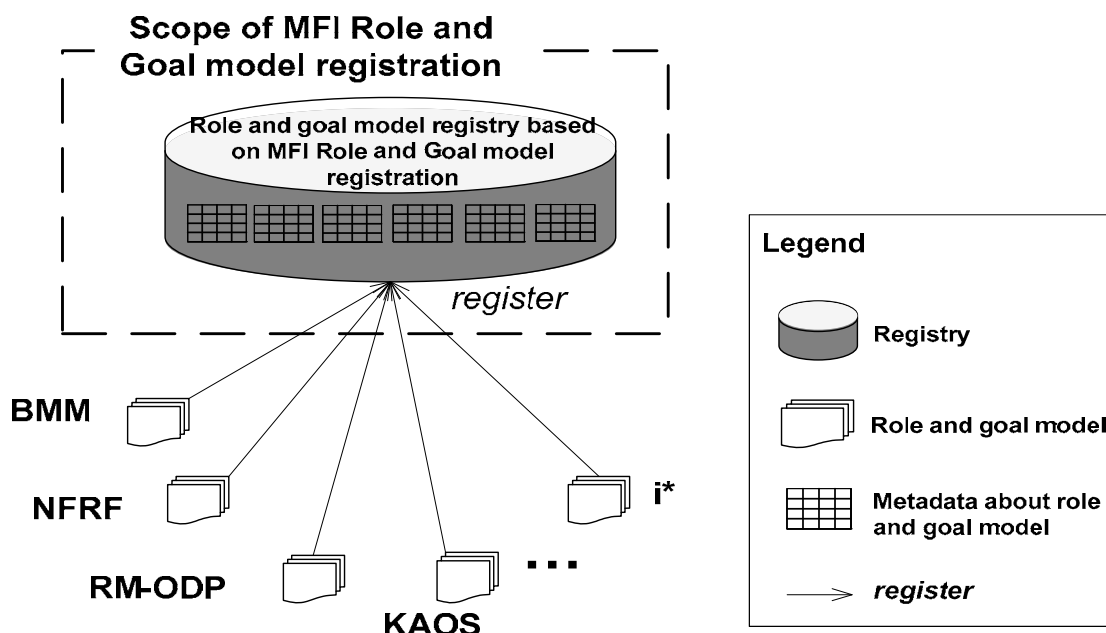 Scope of MFI Role and
Goal model registration
Role and goal model registry based
on MFI Role and Goal model
registration
register
BMM
NFRF
RM-ODP
KAOS
...
i*
Legend
Registry
Role and goal model
Metadata about role
and goal model
register